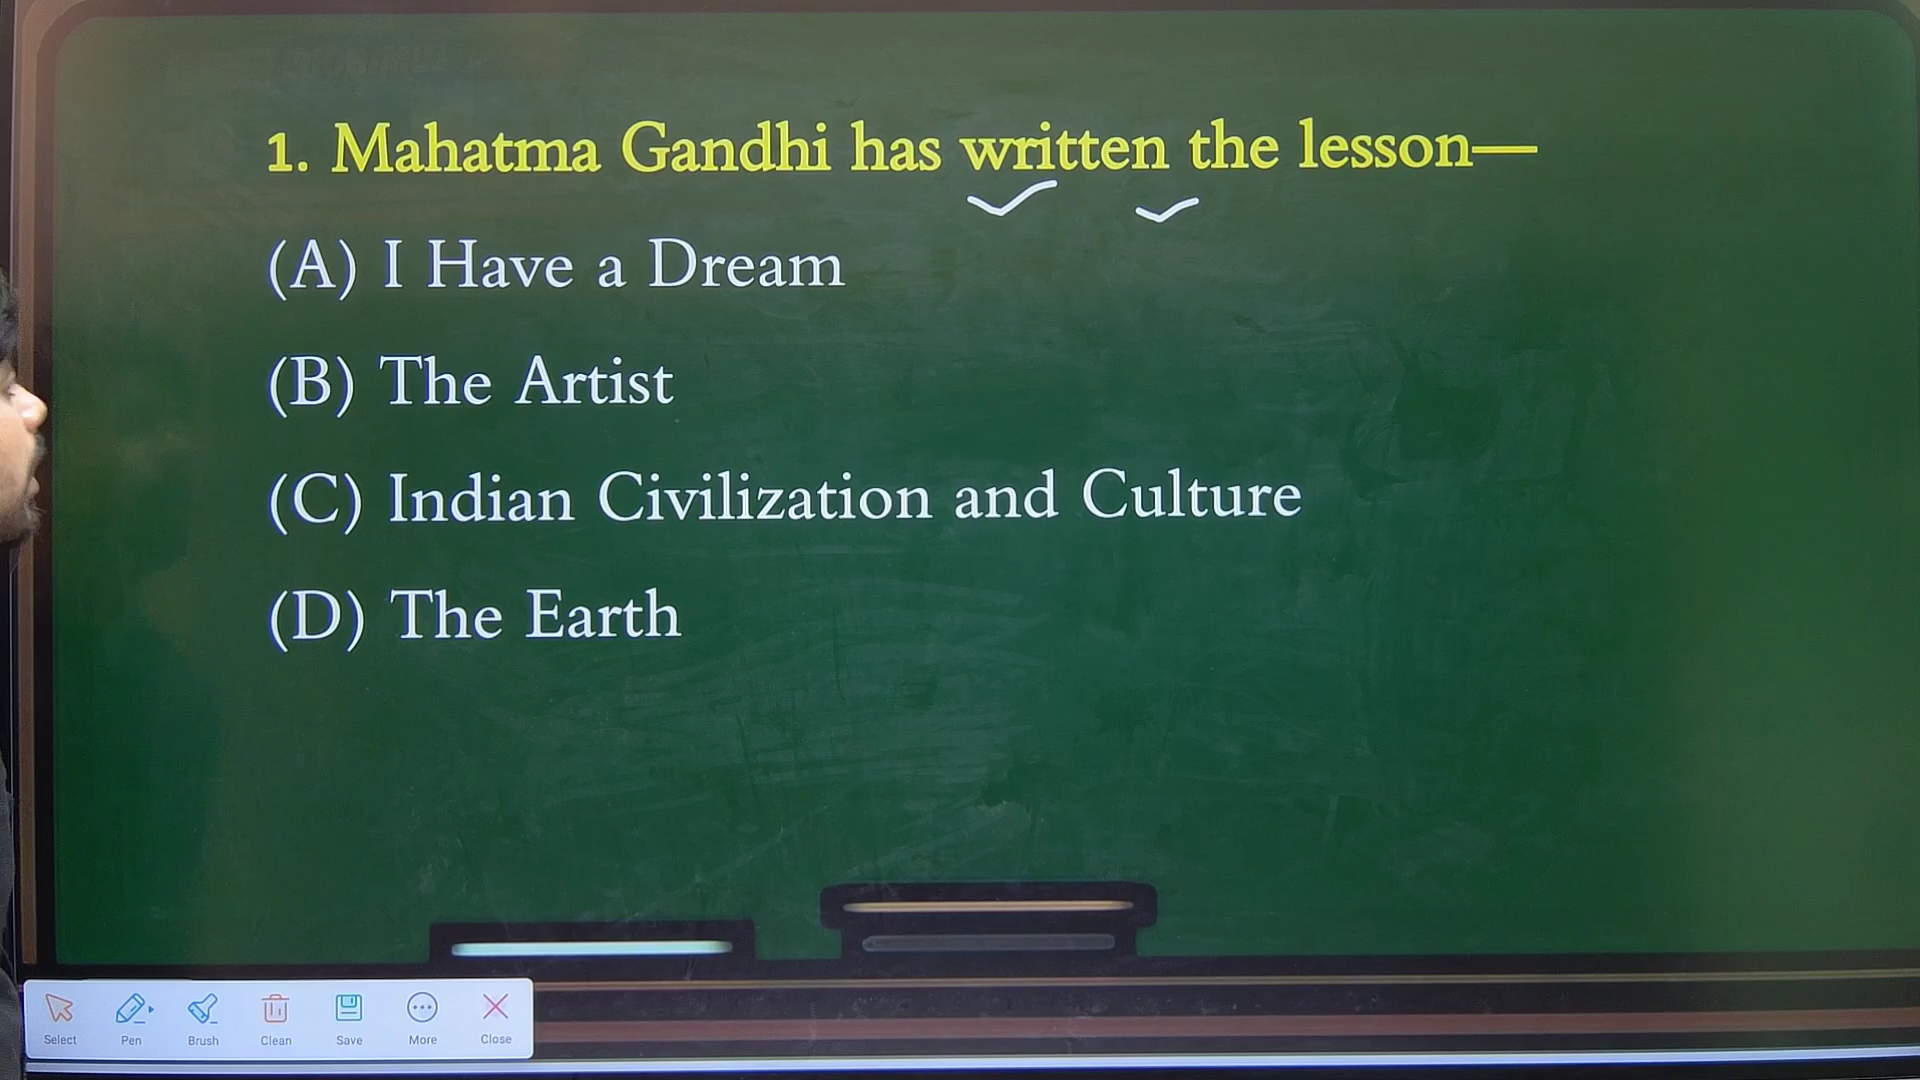 1. Mahatma Gandhi has written the lesson—
(A) I Have a Dream
(B) The Artist
(C) Indian Civilization and Culture
(D) The Earth
Select Pen Brush Clean Save More Close